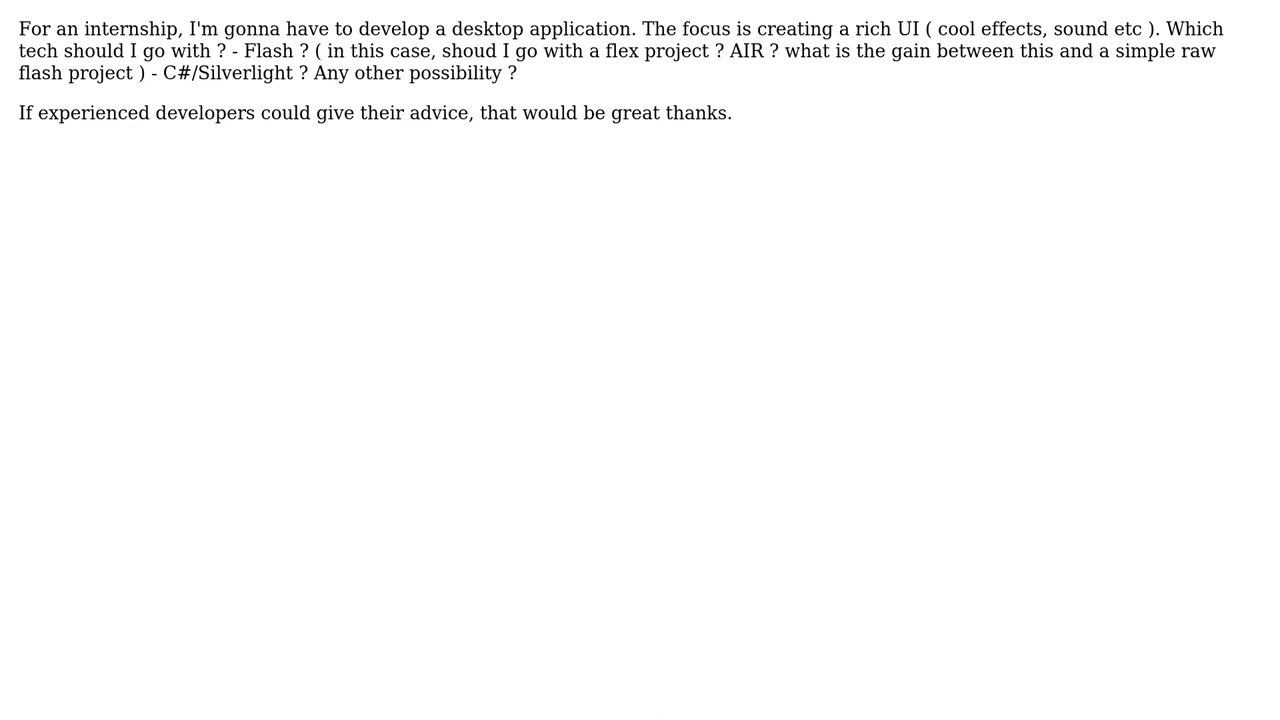 For an internship, I'm gonna have to develop a desktop application. The focus is creating a rich UI ( cool effects, sound etc ). Which
tech should I go with ? - Flash ? ( in this case, shoud I go with a flex project ? AIR ? what is the gain between this and a simple raw
flash project ) - C#/Silverlight ? Any other possibility ?
If experienced developers could give their advice, that would be great thanks.